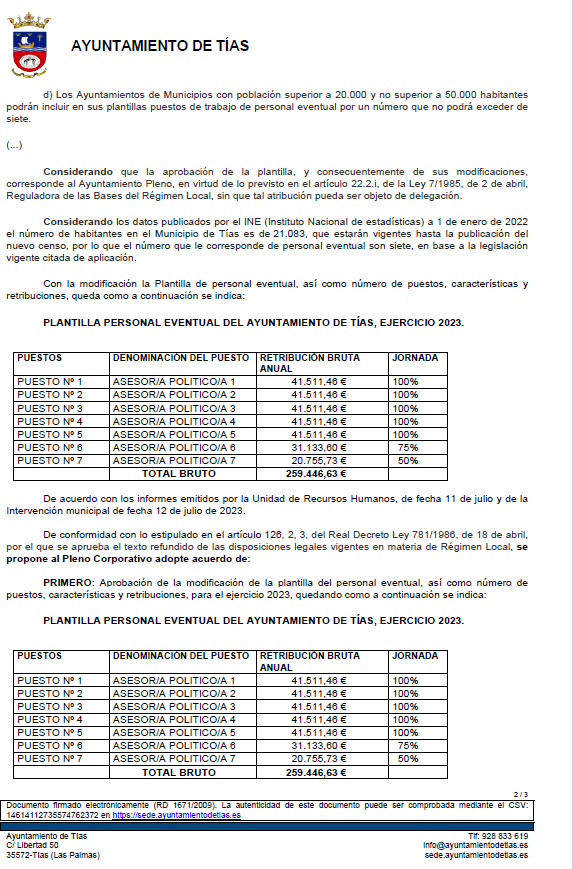 AYUNTAMIENTO DE TÍAS
d) Los Ayuntamientos de Municipios con población superior a 20.000 y no superior a 50.000 habitantes
podrán incluir en sus plantillas puestos de trabajo de personal eventual por un número que no podrá exceder de
siete.
(...)
Considerando que la aprobación de la plantilla, y consecuentemente de sus modificaciones,
corresponde al Ayuntamiento Pleno, en virtud de lo previsto en el artículo 22.2.i, de la Ley 7/1985, de 2 de abril,
Reguladora de las Bases del Régimen Local, sin que tal atribución pueda ser objeto de delegación.
Considerando los datos publicados por el INE (Instituto Nacional de estadísticas) a 1 de enero de 2022
el número de habitantes en el Municipio de Tías es de 21.083, que estarán vigentes hasta la publicación del
nuevo censo, por lo que el número que le corresponde de personal eventual son siete, en base a la legislación
vigente citada de aplicación.
Con la modificación la Plantilla de personal eventual, así como número de puestos, características y
retribuciones, queda como a continuación se indica:
PLANTILLA PERSONAL EVENTUAL DEL AYUNTAMIENTO DE TÍAS, EJERCICIO 2023.
PUESTOS DENOMINACIÓN DEL PUESTO RETRIBUCIÓN BRUTA JORNADA
ANUAL
PUESTO Nº 1 ASESOR/A POLITICO/A 1 41.511,46 € 100%
PUESTO Nº 2 ASESOR/A POLITICO/A 2 41.511,46 € 100%
PUESTO Nº 3 ASESOR/A POLITICO/A 3 41.511,46 € 100%
PUESTO Nº 4 ASESOR/A POLITICO/A 4 41.511,46 € 100%
PUESTO Nº 5 ASESOR/A POLITICO/A 5 41.511,46 € 100%
PUESTO Nº 6 ASESOR/A POLITICO/A 6 31.133,60 € 75%
PUESTO Nº 7 ASESOR/A POLITICO/A 7 20.755,73 € 50%
TOTAL BRUTO 259.446,63 €
De acuerdo con los informes emitidos por la Unidad de Recursos Humanos, de fecha 11 de julio y de la
Intervención municipal de fecha 12 de julio de 2023.
De conformidad con lo estipulado en el artículo 126, 2, 3, del Real Decreto Ley 781/1986, de 18 de abril,
por el que se aprueba el texto refundido de las disposiciones legales vigentes en materia de Régimen Local, se
propone al Pleno Corporativo adopte acuerdo de:
PRIMERO: Aprobación de la modificación de la plantilla del personal eventual, así como número de
puestos, características y retribuciones, para el ejercicio 2023, quedando como a continuación se indica:
PLANTILLA PERSONAL EVENTUAL DEL AYUNTAMIENTO DE TÍAS, EJERCICIO 2023.
PUESTOS DENOMINACIÓN DEL PUESTO RETRIBUCIÓN BRUTA JORNADA
ANUAL
PUESTO Nº 1 ASESOR/A POLITICO/A 1 41.511,46 € 100%
PUESTO Nº 2 ASESOR/A POLITICO/A 2 41.511,46 € 100%
PUESTO Nº 3 ASESOR/A POLITICO/A 3 41.511,46 € 100%
PUESTO Nº 4 ASESOR/A POLITICO/A 4 41.511,46 € 100%
PUESTO Nº 5 ASESOR/A POLITICO/A 5 41.511,46 € 100%
PUESTO Nº 6 ASESOR/A POLITICO/A 6 31.133,60 € 75%
PUESTO Nº 7 ASESOR/A POLITICO/A 7 20.755,73 € 50%
TOTAL BRUTO 259.446,63 €
2 / 3
Documento firmado electrónicamente (RD 1671/2009). La autenticidad de este documento puede ser comprobada mediante el CSV:
14614112735574762372 en https://sede.ayuntamientodetias.es
Ayuntamiento de Tías Tlf: 928 833 619
C/ Libertad 50 info@ayuntamientodetias.es
35572-Tías (Las Palmas) sede.ayuntamientodetias.es